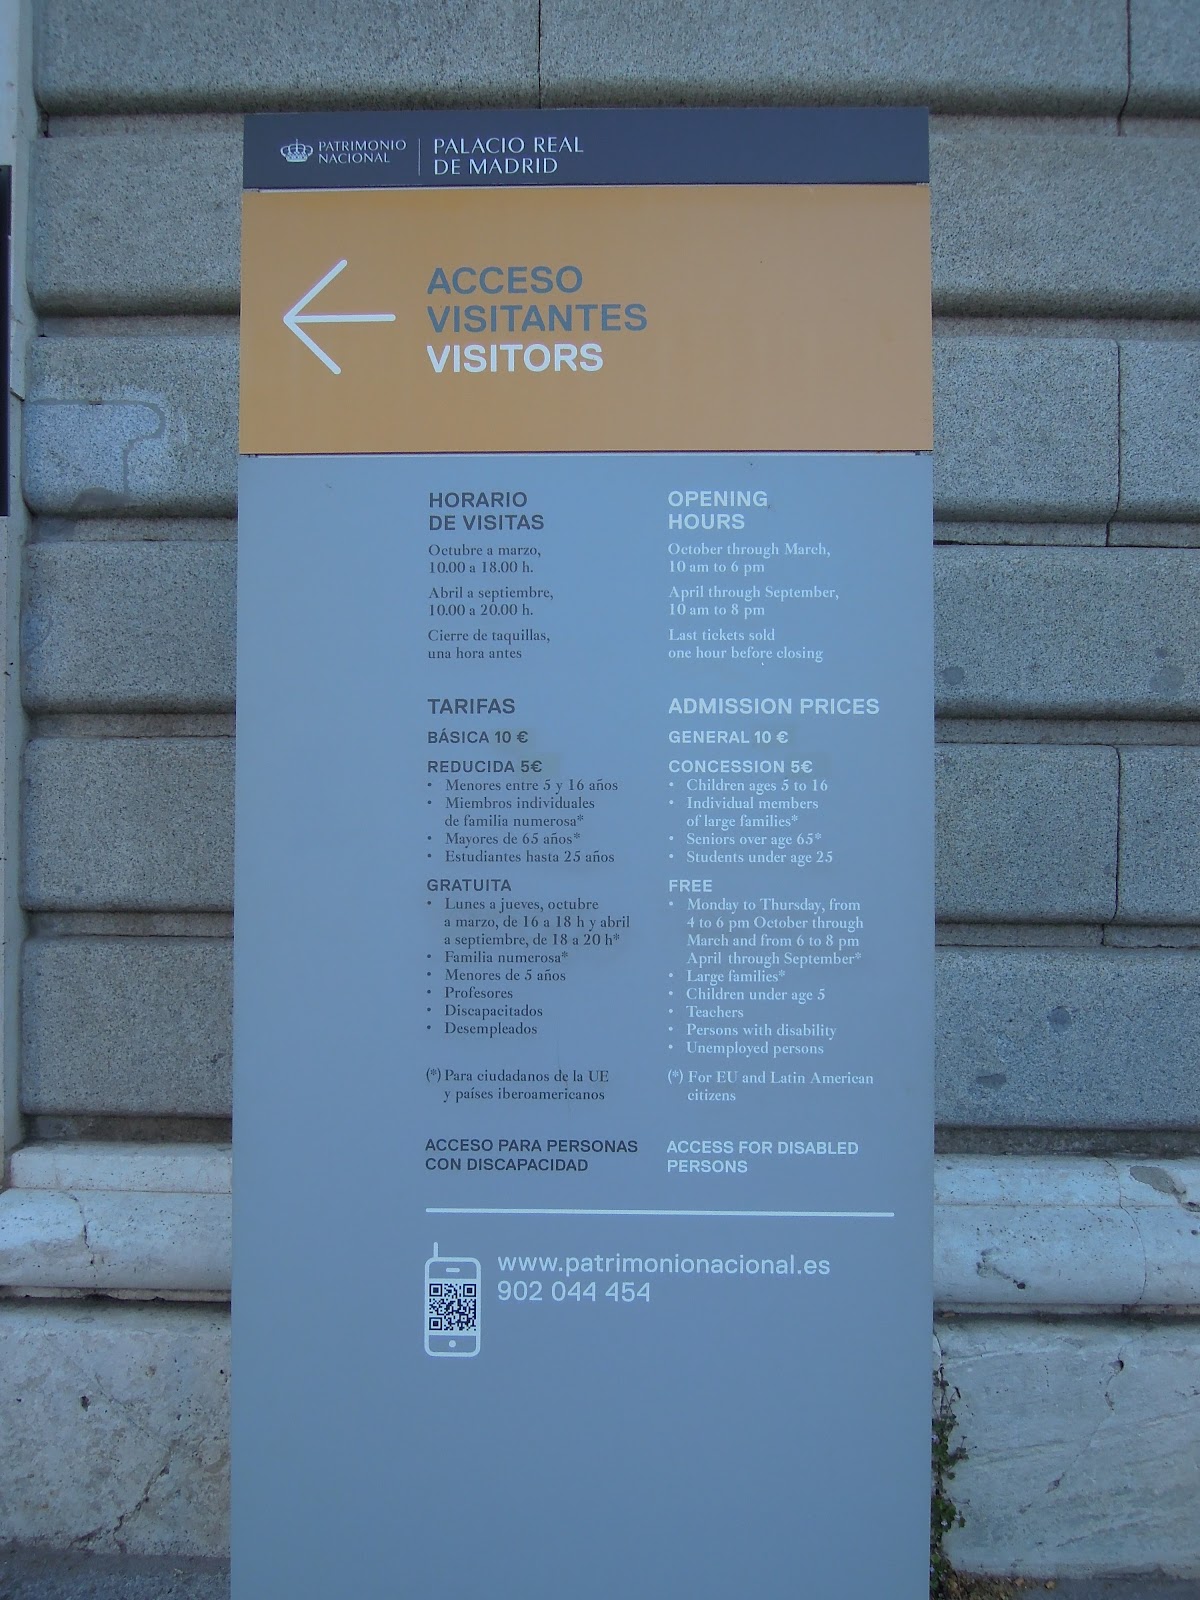 PATRIMONIO
NACIONAL
PALACIO REAL
DE MADRID
ACCESO
VISITANTES
VISITORS
HORARIO
DE VISITAS
Octubre a marzo,
10.00 a 18.00 h.
Abril a septiembre,
10.00 a 20.00 h.
Cierre de taquillas,
una hora antes
OPENING
HOURS
October through March,
10 am to 6 pm
April through September,
10 am to 8 pm
Last tickets sold
one hour before closing
TARIFAS
BÁSICA 10 €
REDUCIDA 5€
• Menores entre 5 y 16 años
• Miembros individuales
de familia numerosa*
• Mayores de 65 años*
• Estudiantes hasta 25 años
GRATUITA
• Lunes a jueves, octubre
a marzo, de 16 a 18 h y abril
a septiembre, de 18 a 20 h*
• Familia numerosa*
• Menores de 5 años
• Profesores
• Discapacitados
• Desempleados
(*) Para ciudadanos de la UE
y países iberoamericanos
ADMISSION PRICES
GENERAL 10 €
CONCESSION 5€
• Children ages 5 to 16
• Individual members
of large families*
• Seniors over age 65*
• Students under age 25
FREE
• Monday to Thursday, from
4 to 6 pm October through
March and from 6 to 8 pm
April through September*
• Large families*
• Children under age 5
• Teachers
• Persons with disability
• Unemployed persons
(*) For EU and Latin American
citizens
ACCESO PARA PERSONAS
CON DISCAPACIDAD
ACCESS FOR DISABLED
PERSONS
www.patrimonionacional.es
902 044 454